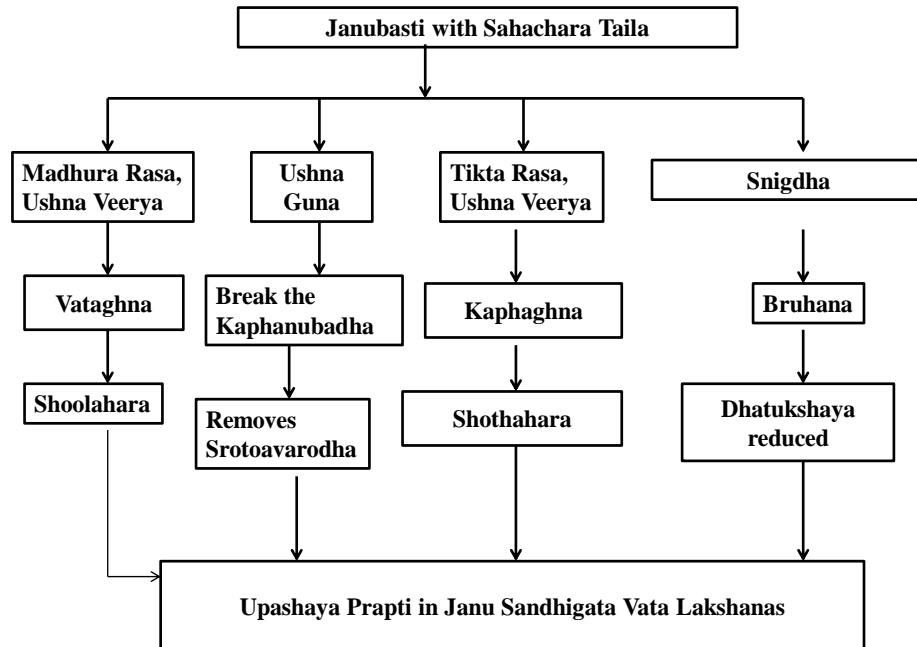 Janubasti with Sahachara Taila
Madhura Rasa,
Ushna Veerya
Ushna
Guna
Tikta Rasa,
Ushna Veerya
Snigdha
Vataghna
Break the
Kaphanubadha
Kaphaghna
Bruhana
Shoolahara
Removes
Srotoavarodha
Shothahara
Dhatukshaya
reduced
Upashaya Prapti in Janu Sandhigata Vata Lakshanas